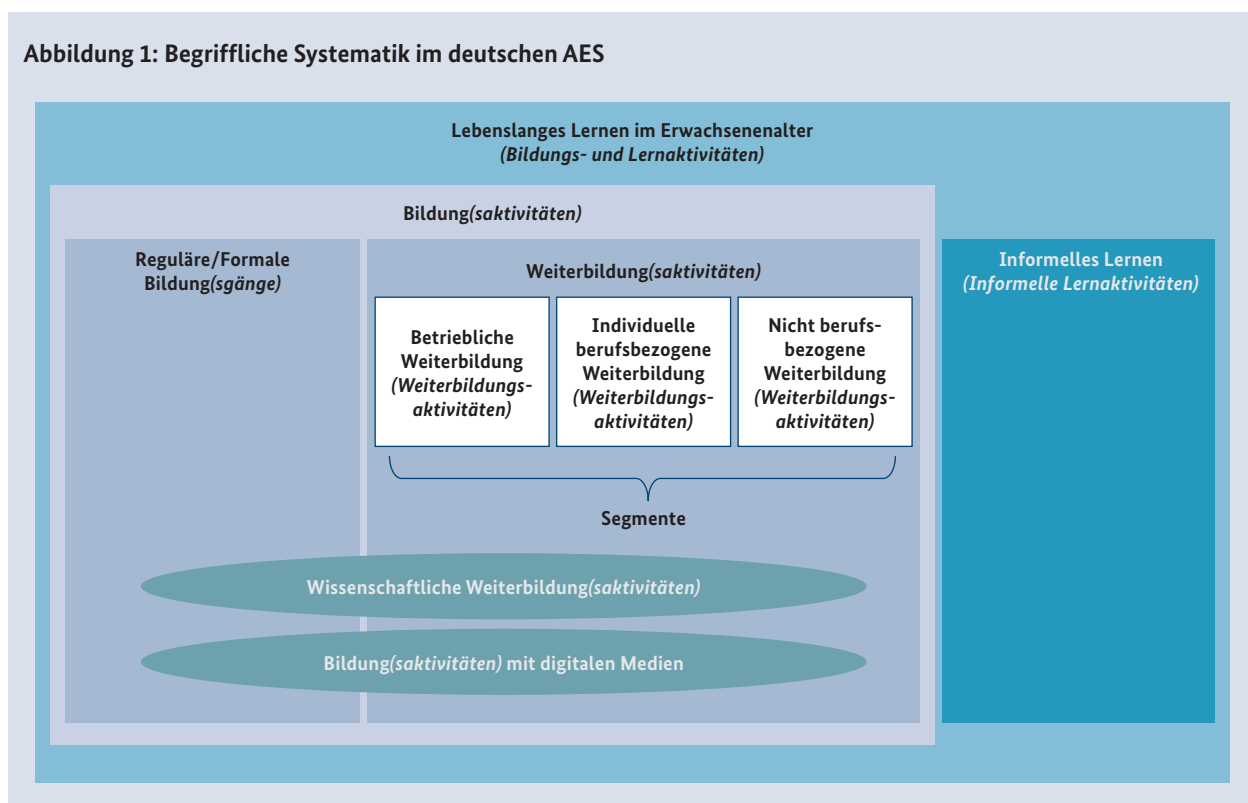 Abbildung 1: Begriffliche Systematik im deutschen AES
Lebenslanges Lernen im Erwachsenenalter
(Bildungs- und Lernaktivitäten)
Bildung(saktivitäten)
Reguläre/Formale
Bildung(sgänge)
Weiterbildung(saktivitäten)
Betriebliche
Weiterbildung
(Weiterbildungs-
aktivitäten)
Individuelle
berufsbezogene
Weiterbildung
(Weiterbildungs-
aktivitäten)
Nicht berufs-
bezogene
Weiterbildung
(Weiterbildungs-
aktivitäten)
Segmente
Informelles Lernen
(Informelle Lernaktivitäten)
Wissenschaftliche Weiterbildung(saktivitäten)
Bildung(saktivitäten) mit digitalen Medien